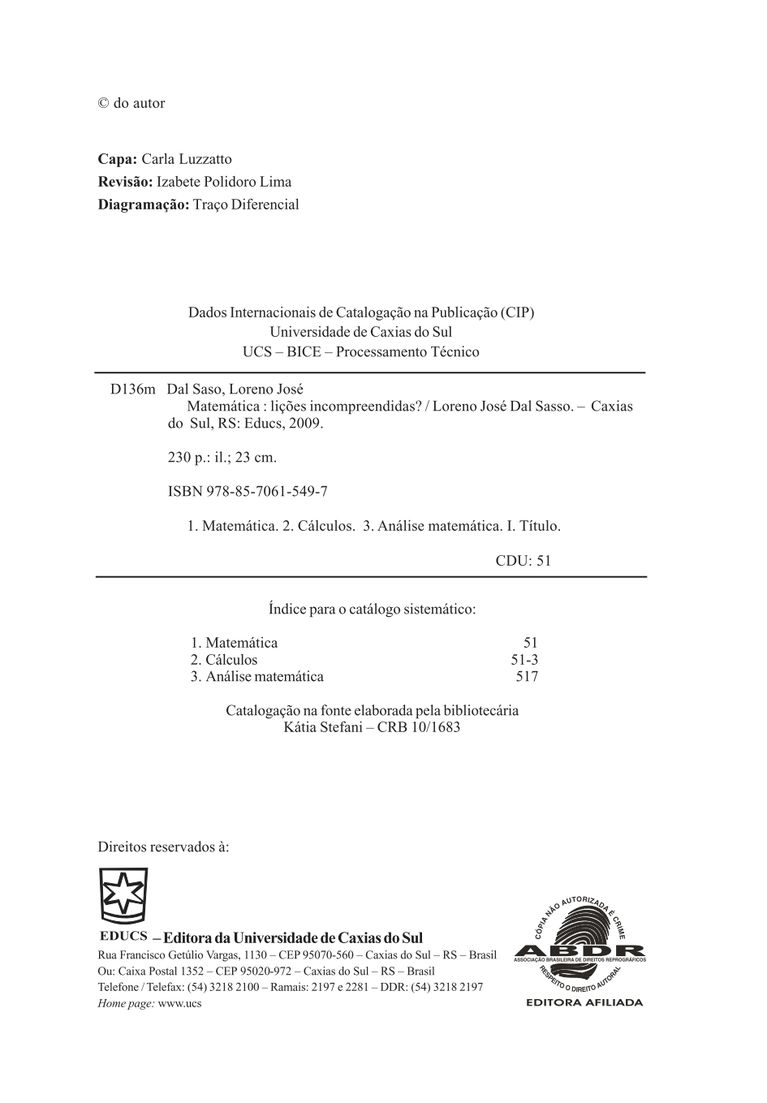 © do autor
Capa: Carla Luzzatto
Revisão: Izabete Polidoro Lima
Diagramação: Traço Diferencial
Dados Internacionais de Catalogação na Publicação (CIP)
Universidade de Caxias do Sul
UCS – BICE – Processamento Técnico
D136m Dal Saso, Loreno José
Matemática : lições incompreendidas? / Loreno José Dal Sasso. – Caxias
do Sul, RS: Educs, 2009.
230 p.: il.; 23 cm.
ISBN 978-85-7061-549-7
1. Matemática. 2. Cálculos. 3. Análise matemática. I. Título.
CDU: 51
Índice para o catálogo sistemático:
1. Matemática 51
2. Cálculos 51-3
3. Análise matemática 517
Catalogação na fonte elaborada pela bibliotecária
Kátia Stefani – CRB 10/1683
Direitos reservados à:
EDUCS – Editora da Universidade de Caxias do Sul
Rua Francisco Getúlio Vargas, 1130 – CEP 95070-560 – Caxias do Sul – RS – Brasil
Ou: Caixa Postal 1352 – CEP 95020-972 – Caxias do Sul – RS – Brasil
Telefone / Telefax: (54) 3218 2100 – Ramais: 2197 e 2281 – DDR: (54) 3218 2197
Home page: www.ucs
CÓPIA NÃO AUTORIZADA É CRIME
ABDR
ASSOCIAÇÃO BRASILEIRA DE DIREITOS REPROGRÁFICOS
RESPEITO O DIREITO AUTORAL
EDITORA AFILIADA